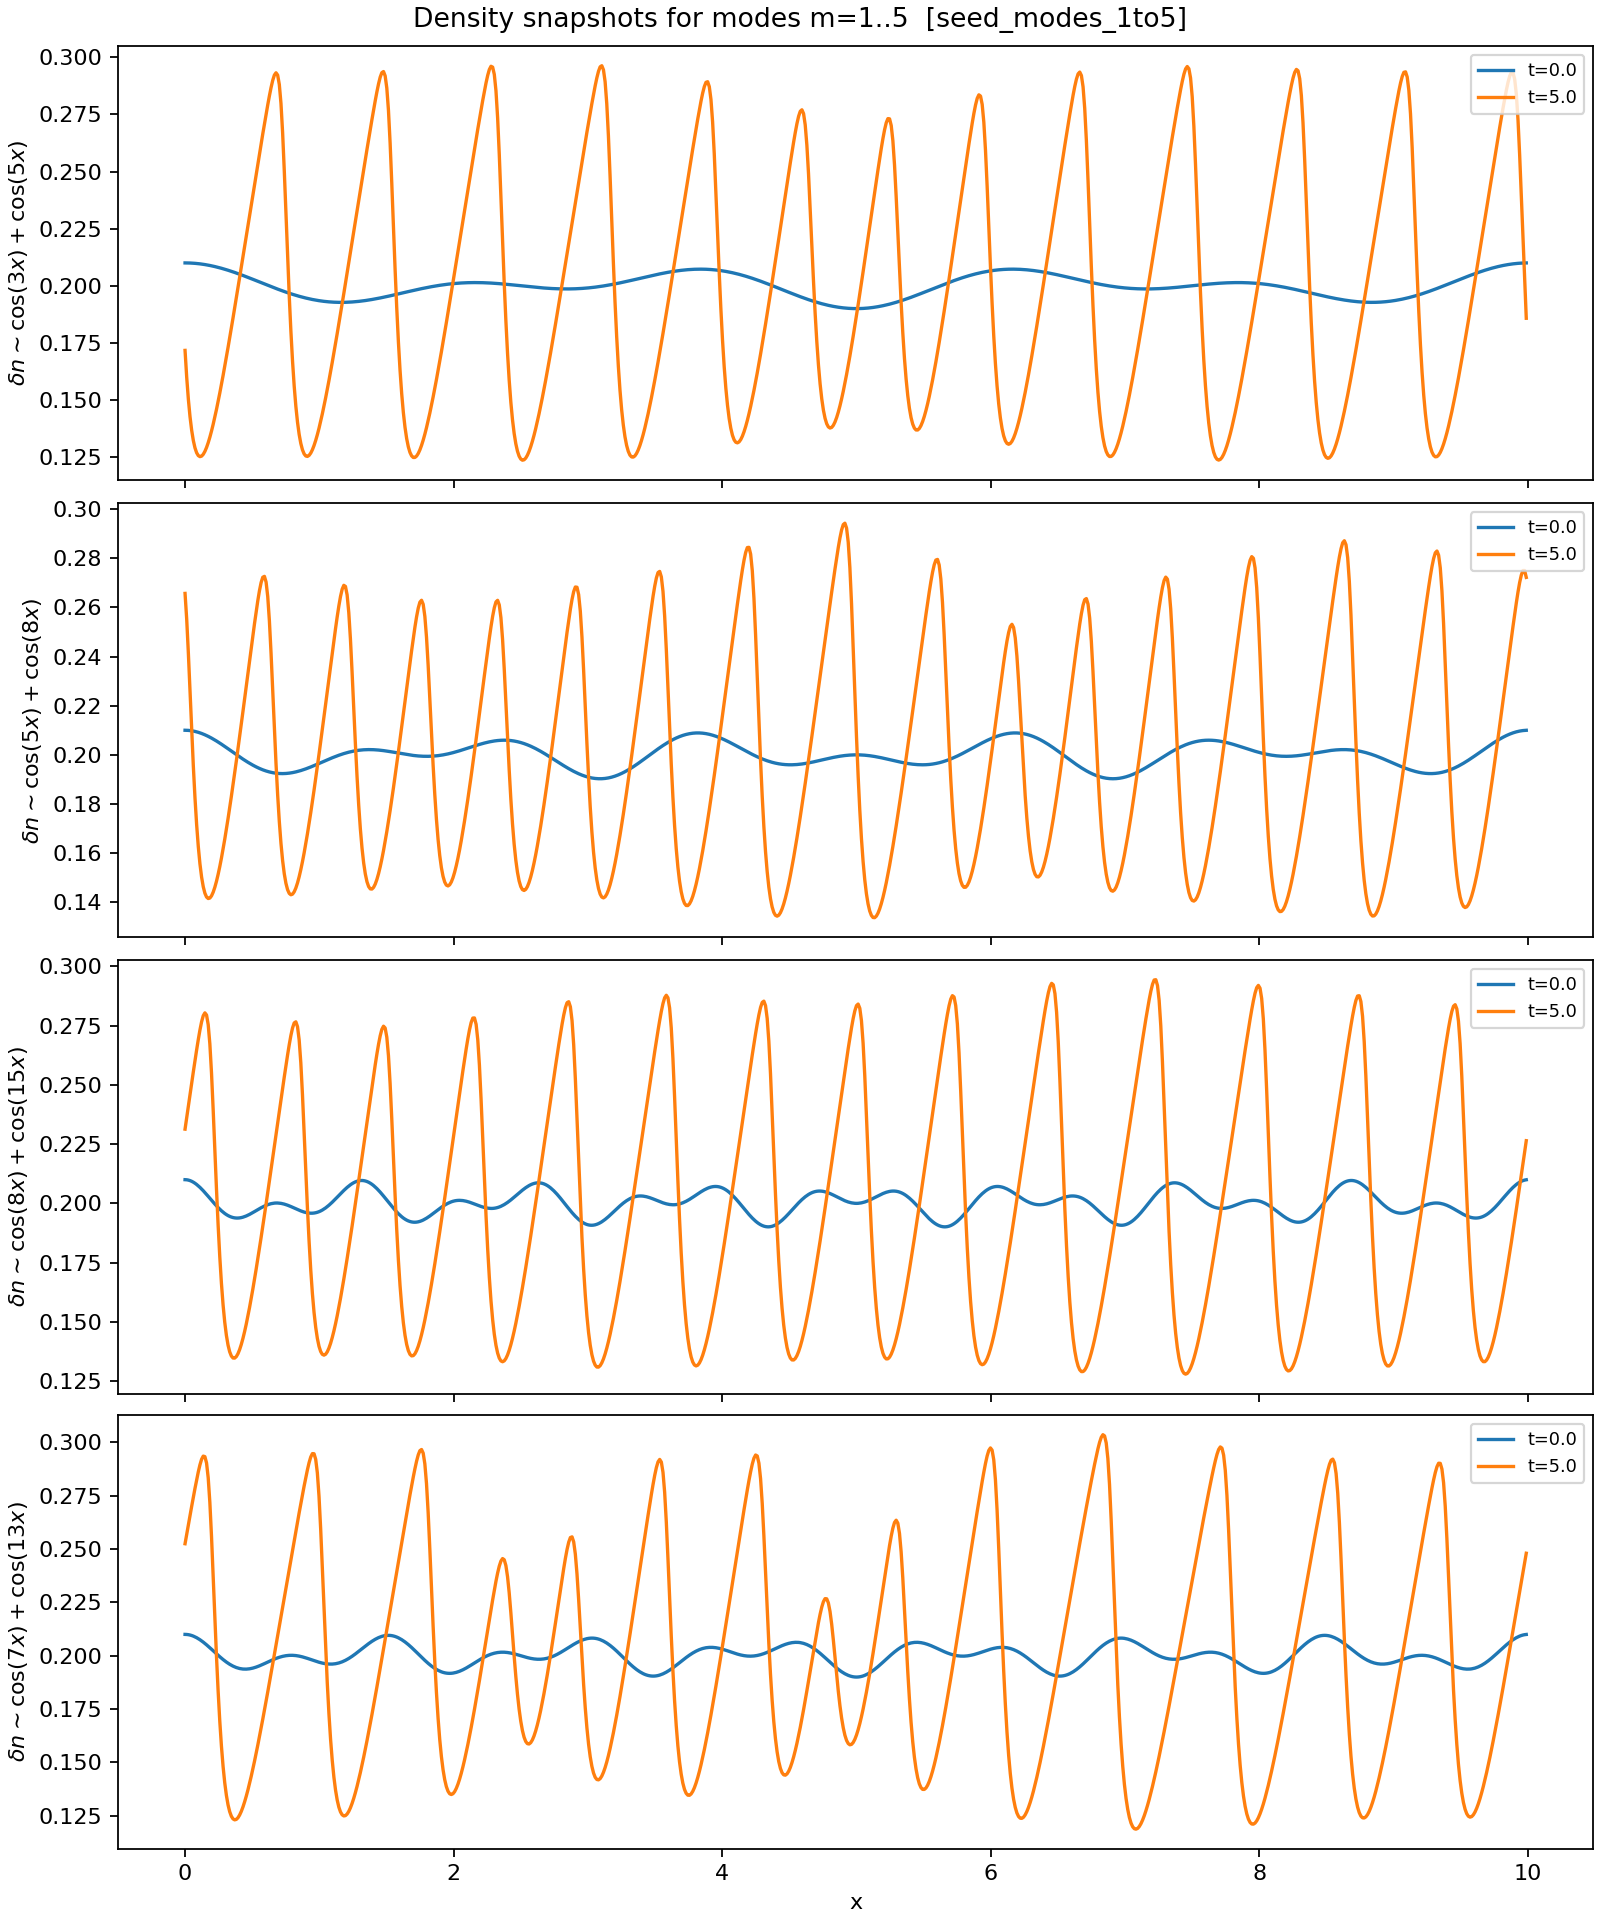 Density snapshots for modes m=1..5  [seed_modes_1to5]
0.300
0.275
0.250
0.225
0.200
0.175
0.150
0.125
δn ~ cos(3x) + cos(5x)
t=0.0
t=5.0
0.30
0.28
0.26
0.24
0.22
0.20
0.18
0.16
0.14
δn ~ cos(5x) + cos(8x)
t=0.0
t=5.0
0.300
0.275
0.250
0.225
0.200
0.175
0.150
0.125
δn ~ cos(8x) + cos(15x)
t=0.0
t=5.0
0.300
0.275
0.250
0.225
0.200
0.175
0.150
0.125
δn ~ cos(7x) + cos(13x)
t=0.0
t=5.0
0 2 4 6 8 10
x